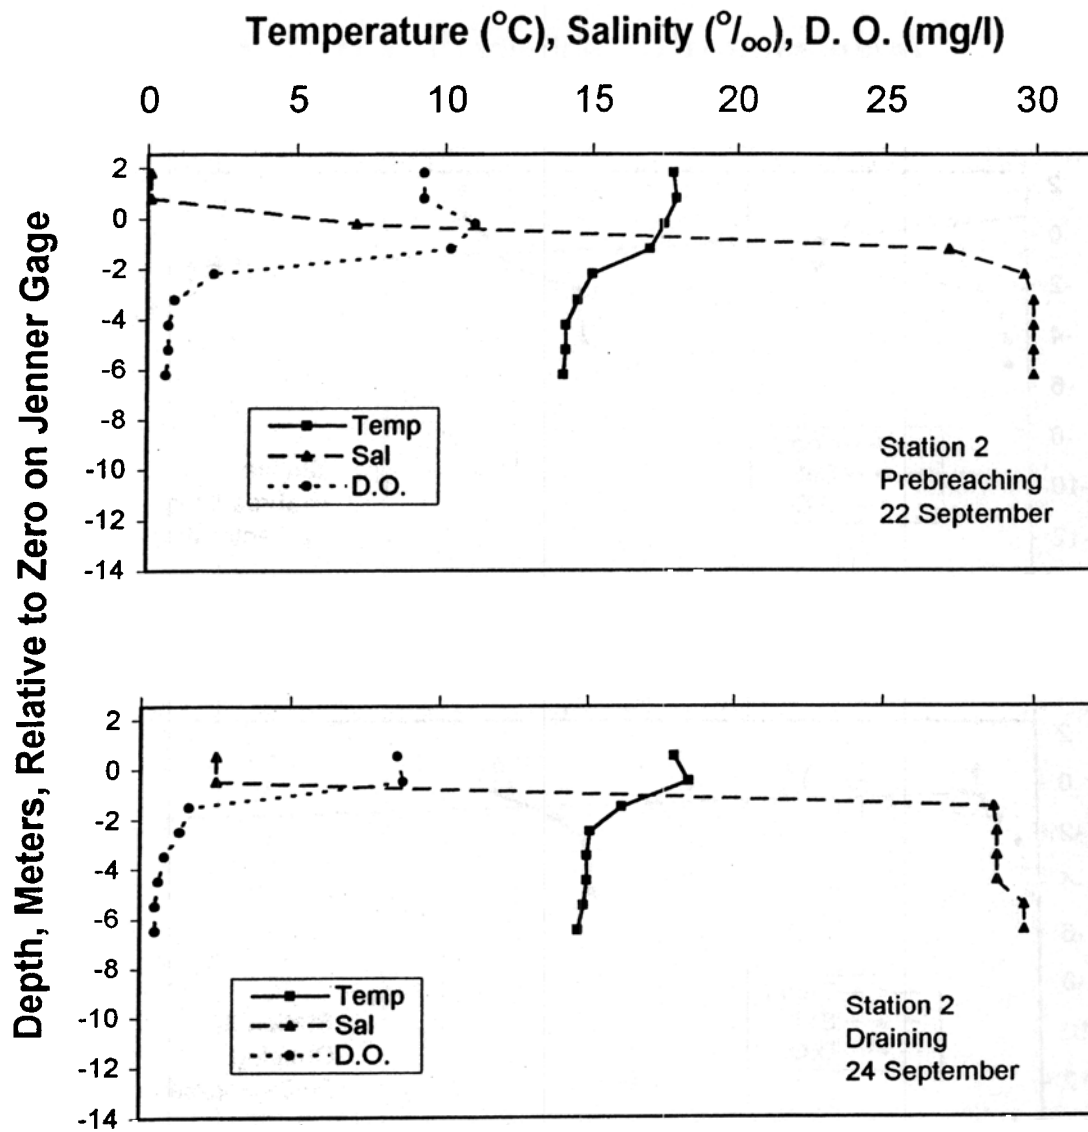 Temperature (°C), Salinity (°/oo), D. O. (mg/l)
0 5 10 15 20 25 30
Depth, Meters, Relative to Zero on Jenner Gage
2
0
-2
-4
-6
-8
-10
-12
-14
Temp
Sal
D.O.
Station 2
Prebreaching
22 September
2
0
-2
-4
-6
-8
-10
-12
-14
Temp
Sal
D.O.
Station 2
Draining
24 September